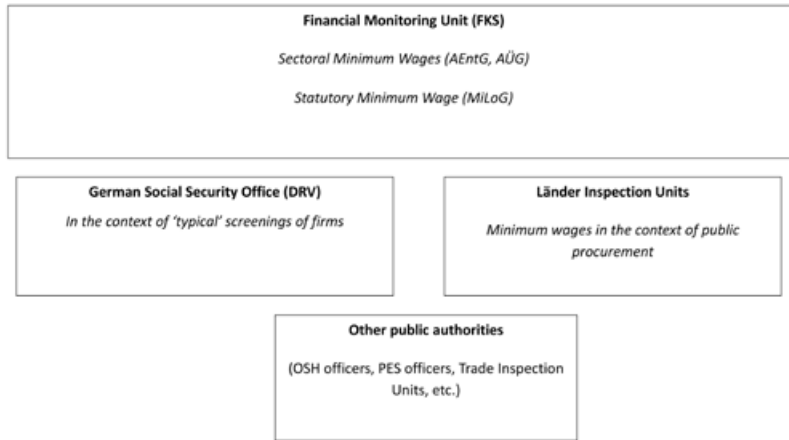 Financial Monitoring Unit (FKS)
Sectoral Minimum Wages (AEntG, AÜG)
Statutory Minimum Wage (MiLoG)
German Social Security Office (DRV)
In the context of ‘typical’ screenings of firms
Länder Inspection Units
Minimum wages in the context of public
procurement
Other public authorities
(OSH officers, PES officers, Trade Inspection
Units, etc.)